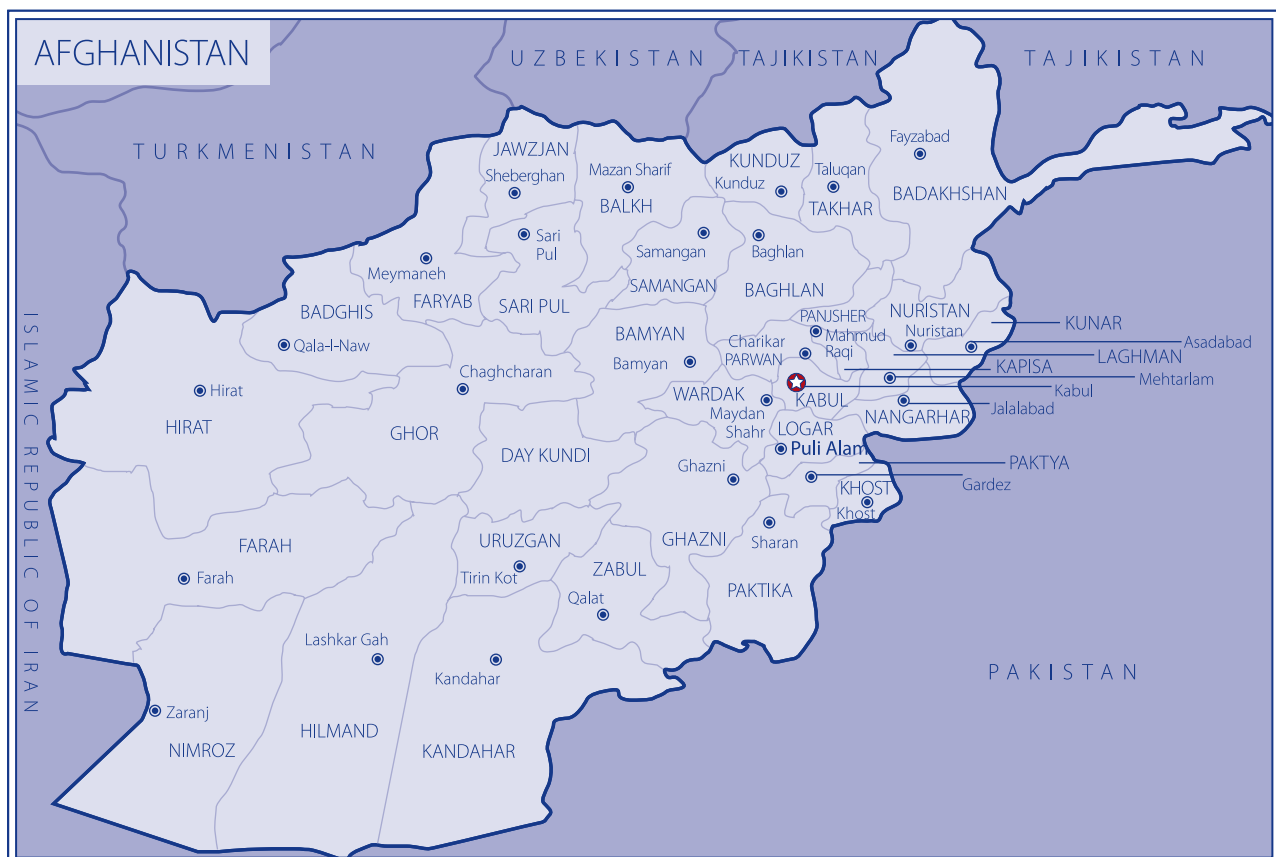 AFGHANISTAN
UZBEKISTAN
TAJIKISTAN
TAJIKISTAN
TURKMENISTAN
ISLAMIC REPUBLIC OF IRAN
PAKISTAN
JAWZJAN
Sheberghan
Mazan Sharif
BALKH
KUNDUZ
Kunduz
Taluqan
TAKHAR
Fayzabad
BADAKHSHAN
Sari
Pul
SARI PUL
Samangan
SAMANGAN
Baghlan
BAGHLAN
Meymaneh
FARYAB
BADGHIS
Qala-I-Naw
BAMYAN
Bamyan
PANJSHER
Mahmud
Raqi
Charikar
PARWAN
NURISTAN
Nuristan
KUNAR
Asadabad
LAGHMAN
KAPISA
Mehtarlam
Kabul
KABUL
Jalalabad
NANGARHAR
Hirat
HIRAT
Chaghcharan
GHOR
DAY KUNDI
WARDAK
Maydan
Shahr
LOGAR
Puli Alam
PAKTYA
Gardez
KHOST
Khost
Ghazni
GHAZNI
Sharan
PAKTIKA
FARAH
Farah
URUZGAN
Tirin Kot
ZABUL
Qalat
Lashkar Gah
HILMAND
Kandahar
KANDAHAR
Zaranj
NIMROZ